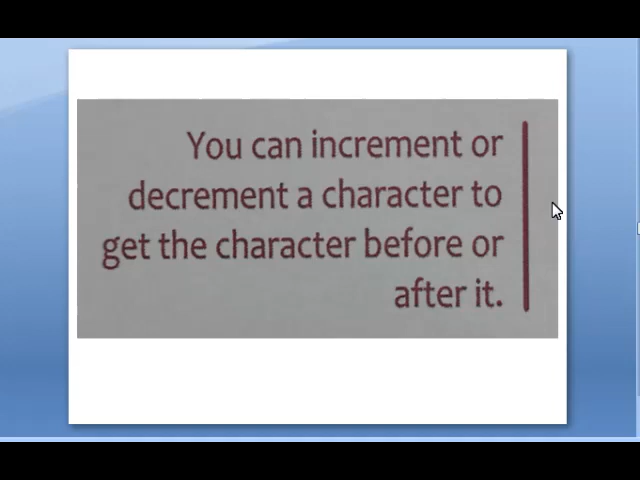 You can increment or
decrement a character to
get the character before or
after it.